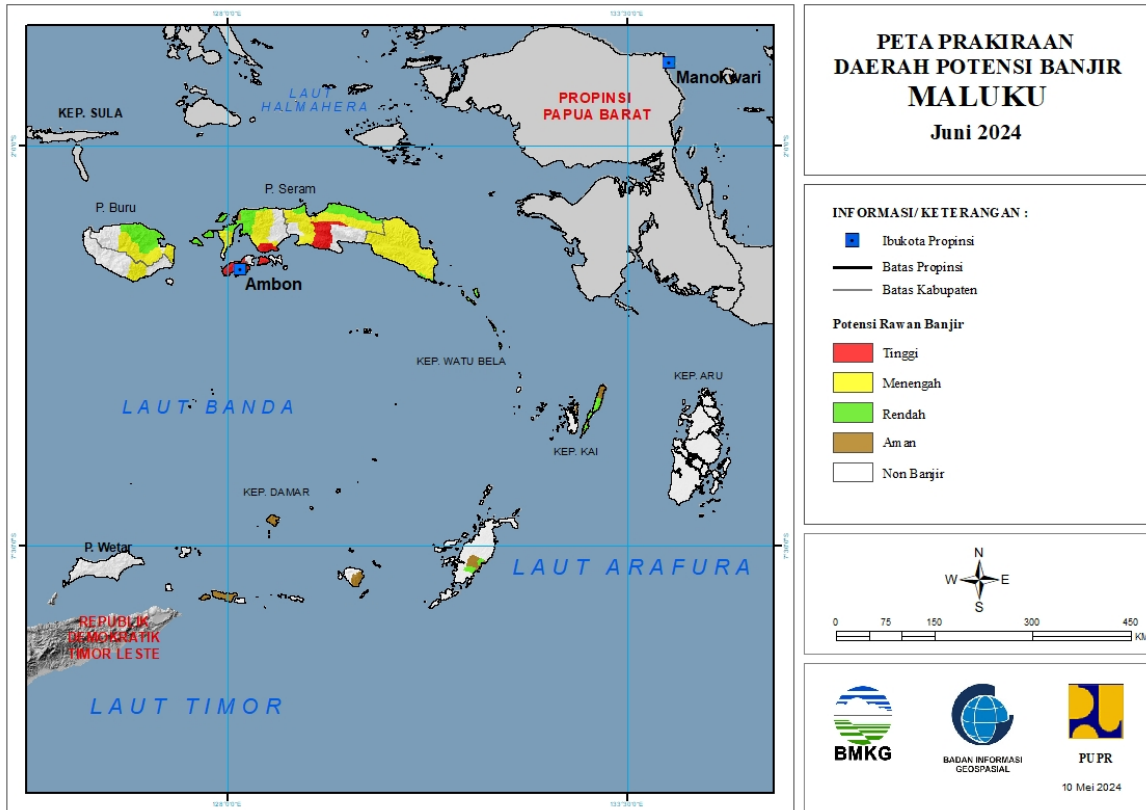 PETA PRAKIRAAN
DAERAH POTENSI BANJIR
MALUKU
Juni 2024
INFORMASI/ KETERANGAN :
Ibukota Propinsi
Batas Propinsi
Batas Kabupaten
Potensi Rawan Banjir
Tinggi
Menengah
Rendah
Aman
Non Banjir
N
W E
S
0 75 150 300 450
KM
BMKG
BADAN INFORMASI
GEOSPASIAL
PUPR
10 Mei 2024
Manokwari
LAUT
HALMAHERA
PROPINSI
PAPUA BARAT
KEP. SULA
P. Seram
P. Buru
Ambon
KEP. WATU BELA
KEP. ARU
LAUT BANDA
KEP. KAI
KEP. DAMAR
P. Wetar
LAUT ARAFURA
REPUBLIK
DEMOKRATIK
TIMOR LESTE
LAUT TIMOR